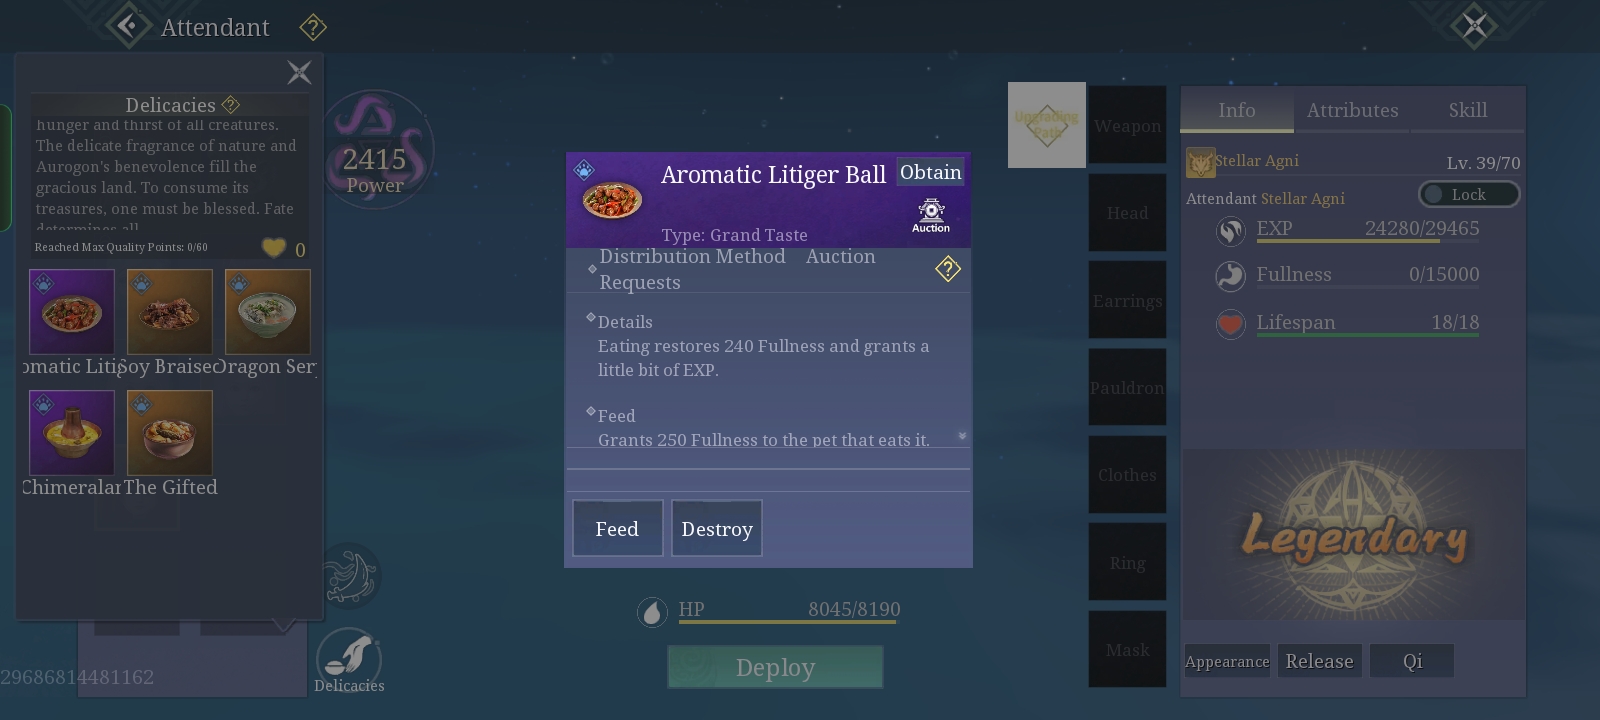 Attendant
Delicacies
hunger and thirst of all creatures.
The delicate fragrance of nature and
Aurogon's benevolence fill the
gracious land. To consume its
treasures, one must be blessed. Fate
determines all
Reached Max Quality Points: 0/60
0
omatic Litig
Soy Braised
Dragon Ser
Chimeralan
The Gifted
2415
Power
29686814481162
Delicacies
Aromatic Litiger Ball
Obtain
Auction
Type: Grand Taste
Distribution Method Auction
Requests
Details
Eating restores 240 Fullness and grants a
little bit of EXP.
Feed
Grants 250 Fullness to the pet that eats it.
Feed
Destroy
HP 8045/8190
Deploy
Upgrading
Path
Weapon
Head
Earrings
Pauldron
Clothes
Ring
Mask
Info
Attributes
Skill
Stellar Agni
Lv. 39/70
Attendant Stellar Agni
Lock
EXP 24280/29465
Fullness 0/15000
Lifespan 18/18
Legendary
Appearance
Release
Qi